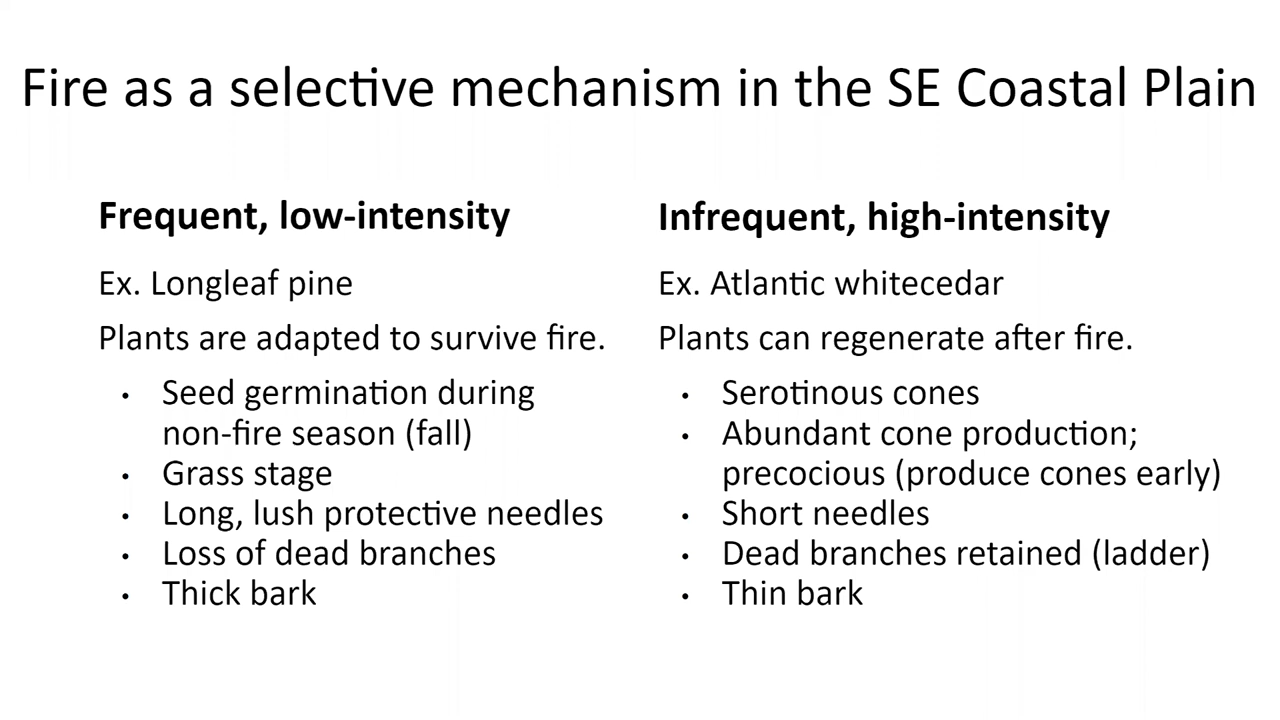 Fire as a selective mechanism in the SE Coastal Plain
Frequent, low-intensity
Ex. Longleaf pine
Plants are adapted to survive fire.
• Seed germination during
non-fire season (fall)
• Grass stage
• Long, lush protective needles
• Loss of dead branches
• Thick bark
Infrequent, high-intensity
Ex. Atlantic whitecedar
Plants can regenerate after fire.
• Serotinous cones
• Abundant cone production;
precocious (produce cones early)
• Short needles
• Dead branches retained (ladder)
• Thin bark